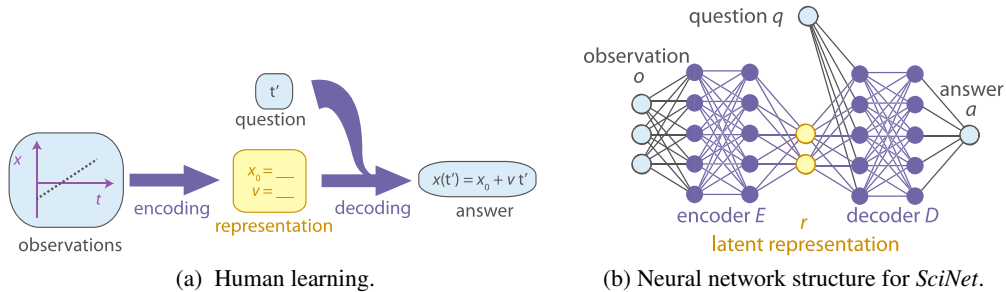 x
t
observations
encoding
t’
question
x₀ = __
v = __
representation
decoding
x(t’) = x₀ + v t’
answer
(a) Human learning.
question q
observation
o
encoder E
r
latent representation
decoder D
answer
a
(b) Neural network structure for SciNet.